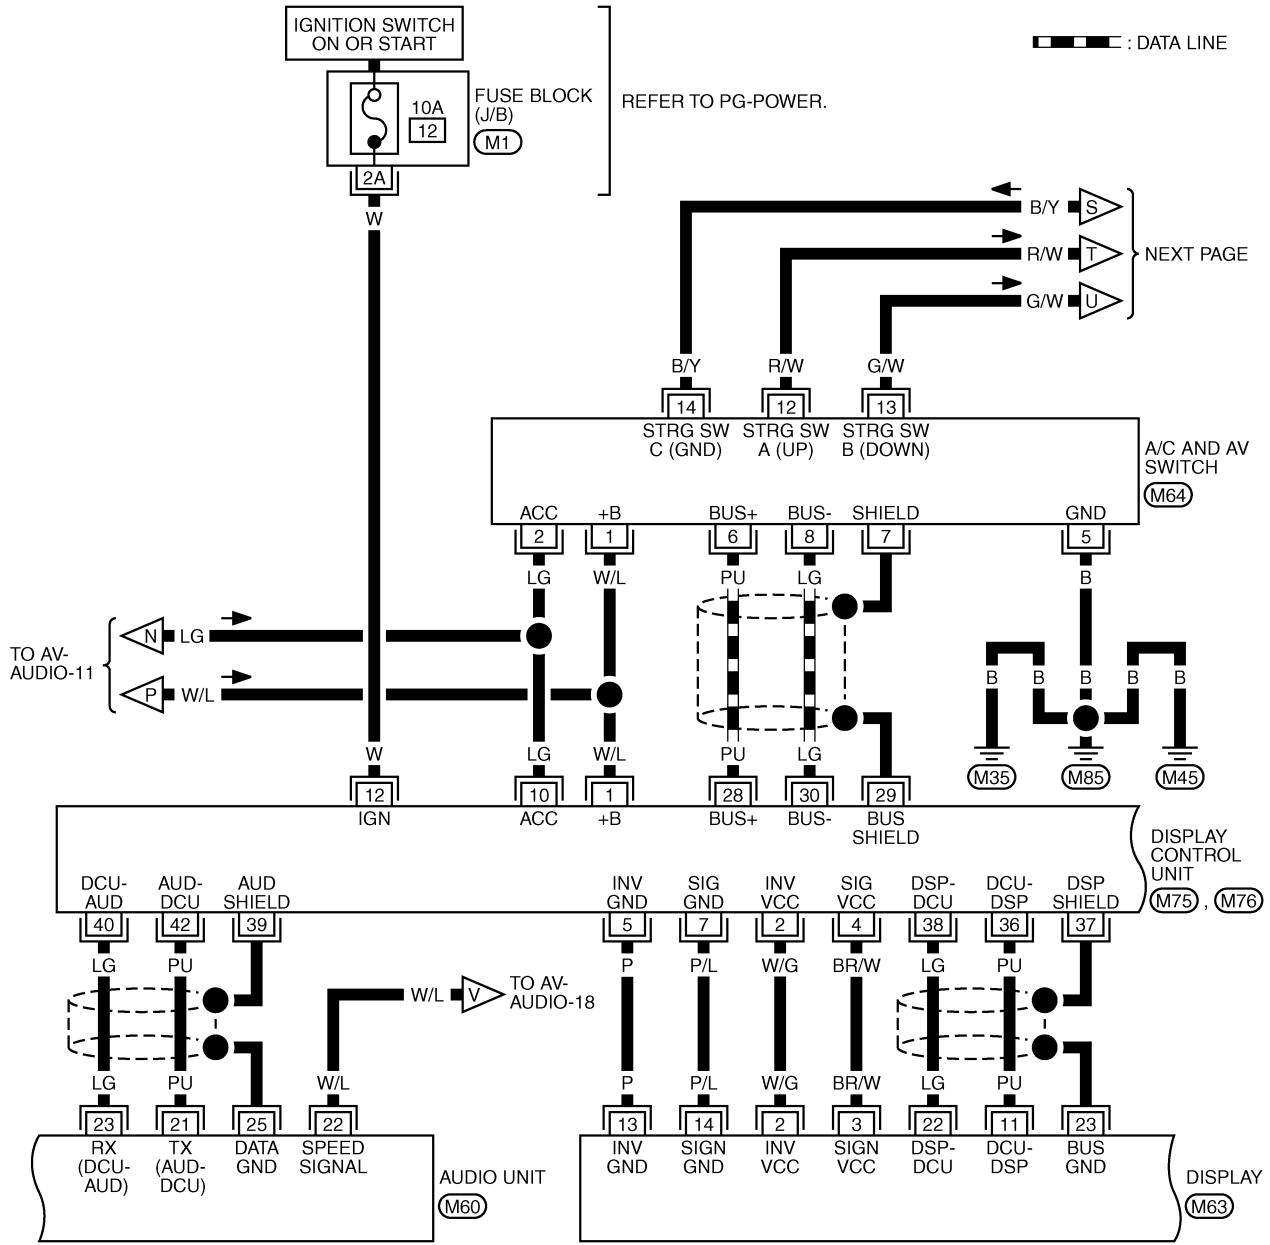 IGNITION SWITCH
ON OR START
: DATA LINE
FUSE BLOCK
(J/B)
M1
10A
12
REFER TO PG-POWER.
2A
W
B/Y S
R/W T
G/W U
NEXT PAGE
B/Y R/W G/W
14 12 13
STRG SW STRG SW STRG SW
C (GND) A (UP) B (DOWN)
A/C AND AV
SWITCH
M64
ACC +B BUS+ BUS- SHIELD GND
2 1 6 8 7 5
LG W/L PU LG B
TO AV-
AUDIO-11
N LG
P W/L
B B B B B
W LG W/L PU LG
M35 M85 M45
12 10 1 28 30 29
IGN ACC +B BUS+ BUS- BUS
SHIELD
DISPLAY
CONTROL
UNIT
M75 , M76
DCU- AUD- AUD INV SIG INV SIG DSP- DCU- DSP
AUD DCU SHIELD GND GND VCC VCC DCU DSP SHIELD
40 42 39 5 7 2 4 38 36 37
LG PU P P/L W/G BR/W LG PU
W/L V TO AV-
AUDIO-18
LG PU W/L P P/L W/G BR/W LG PU
23 21 25 22 13 14 2 3 22 11 23
RX TX DATA SPEED INV SIGN INV SIGN DSP- DCU- BUS
(DCU- (AUD- GND SIGNAL GND GND VCC VCC DCU DSP GND
AUD) DCU)
AUDIO UNIT
M60
DISPLAY
M63